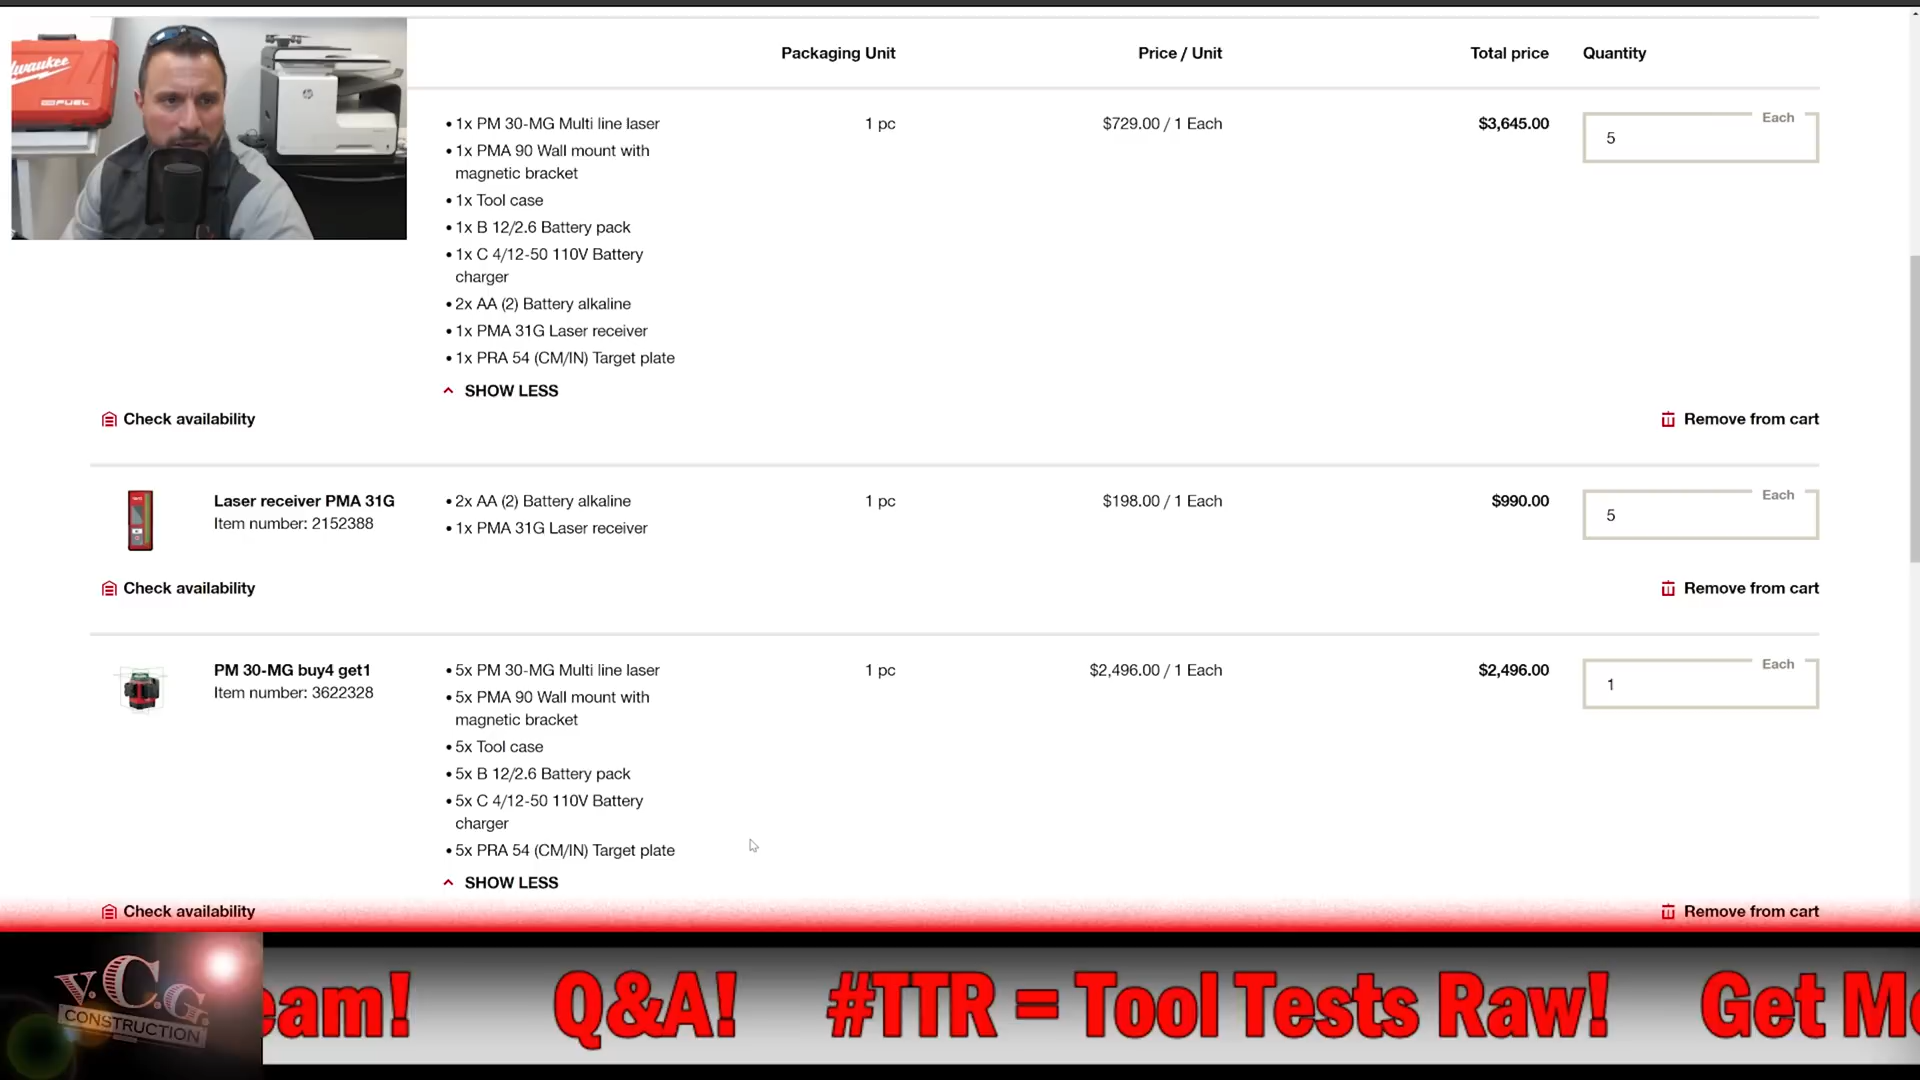 Packaging Unit Price / Unit Total price Quantity
Milwaukee
FUEL
hp
• 1x PM 30-MG Multi line laser 1 pc $729.00 / 1 Each $3,645.00 Each
5
• 1x PMA 90 Wall mount with
magnetic bracket
• 1x Tool case
• 1x B 12/2.6 Battery pack
• 1x C 4/12-50 110V Battery
charger
• 2x AA (2) Battery alkaline
• 1x PMA 31G Laser receiver
• 1x PRA 54 (CM/IN) Target plate
SHOW LESS
Check availability Remove from cart
Laser receiver PMA 31G • 2x AA (2) Battery alkaline 1 pc $198.00 / 1 Each $990.00 Each
5
Item number: 2152388 • 1x PMA 31G Laser receiver
Check availability Remove from cart
PM 30-MG buy4 get1 • 5x PM 30-MG Multi line laser 1 pc $2,496.00 / 1 Each $2,496.00 Each
1
Item number: 3622328 • 5x PMA 90 Wall mount with
magnetic bracket
• 5x Tool case
• 5x B 12/2.6 Battery pack
• 5x C 4/12-50 110V Battery
charger
• 5x PRA 54 (CM/IN) Target plate
SHOW LESS
Check availability Remove from cart
V.C.G.
CONSTRUCTION
eam! Q&A! #TTR = Tool Tests Raw! Get M